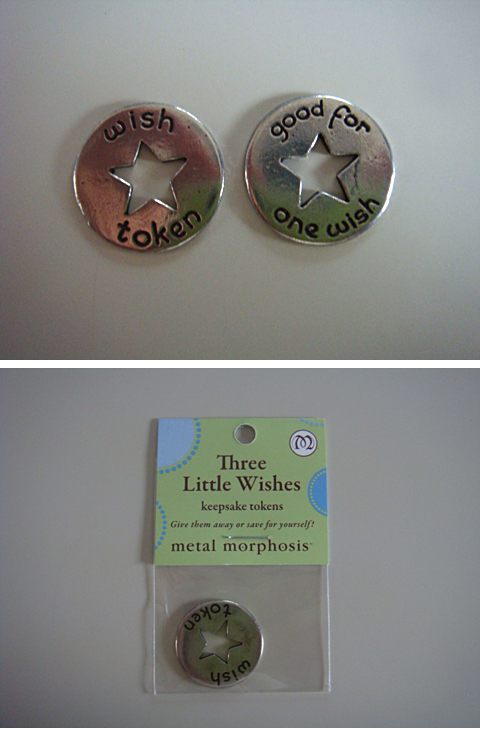 wish
token
good for
one wish
m
Three
Little Wishes
keepsake tokens
Give them away or save for yourself?
metal morphosis™
token
wish